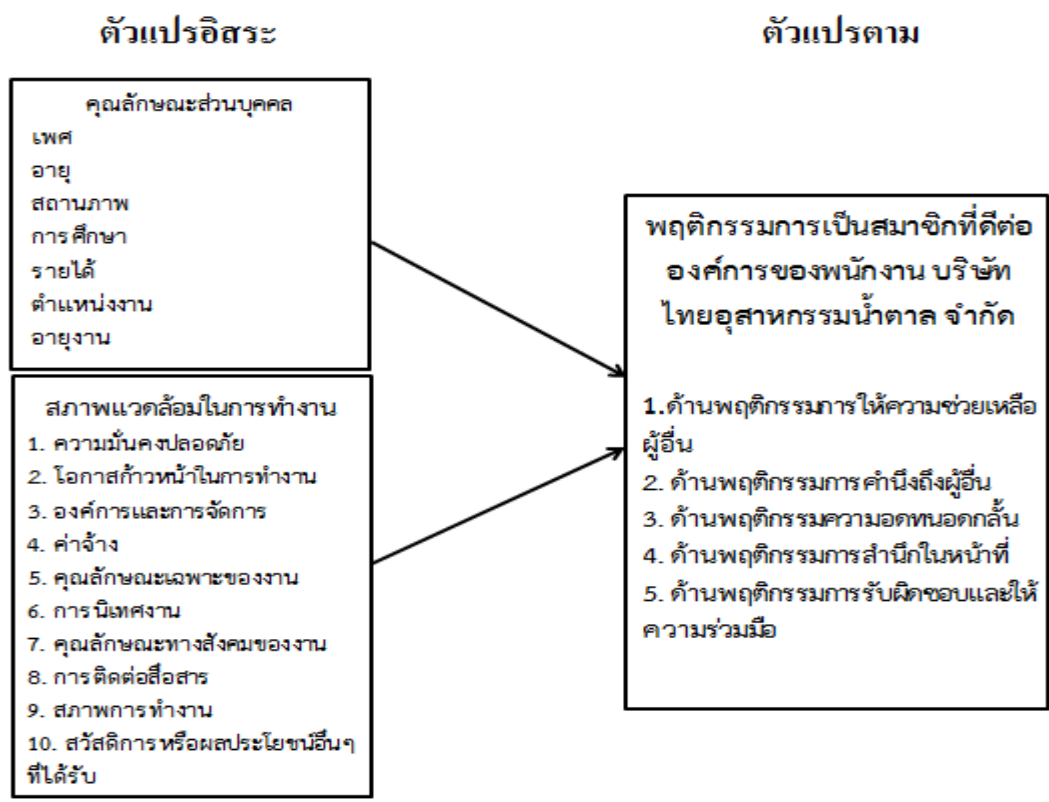 ตัวแปรอิสระ
ตัวแปรตาม
คุณลักษณะส่วนบุคคล
เพศ
อายุ
สถานภาพ
การศึกษา
รายได้
ตำแหน่งงาน
อายุงาน
สภาพแวดล้อมในการทำงาน
1. ความมั่นคงปลอดภัย
2. โอกาสก้าวหน้าในการทำงาน
3. องค์การและการจัดการ
4. ค่าจ้าง
5. คุณลักษณะเฉพาะของงาน
6. การนิเทศงาน
7. คุณลักษณะทางสังคมของงาน
8. การติดต่อสื่อสาร
9. สภาพการทำงาน
10. สวัสดิการหรือผลประโยชน์อื่นๆ
ที่ได้รับ
พฤติกรรมการเป็นสมาชิกที่ดีต่อ
องค์การของพนักงาน บริษัท
ไทยอุสาหกรรมน้ำตาล จำกัด
1.ด้านพฤติกรรมการให้ความช่วยเหลือ
ผู้อื่น
2. ด้านพฤติกรรมการคำนึงถึงผู้อื่น
3. ด้านพฤติกรรมความอดทนอดกลั้น
4. ด้านพฤติกรรมการสำนึกในหน้าที่
5. ด้านพฤติกรรมการรับผิดชอบและให้
ความร่วมมือ